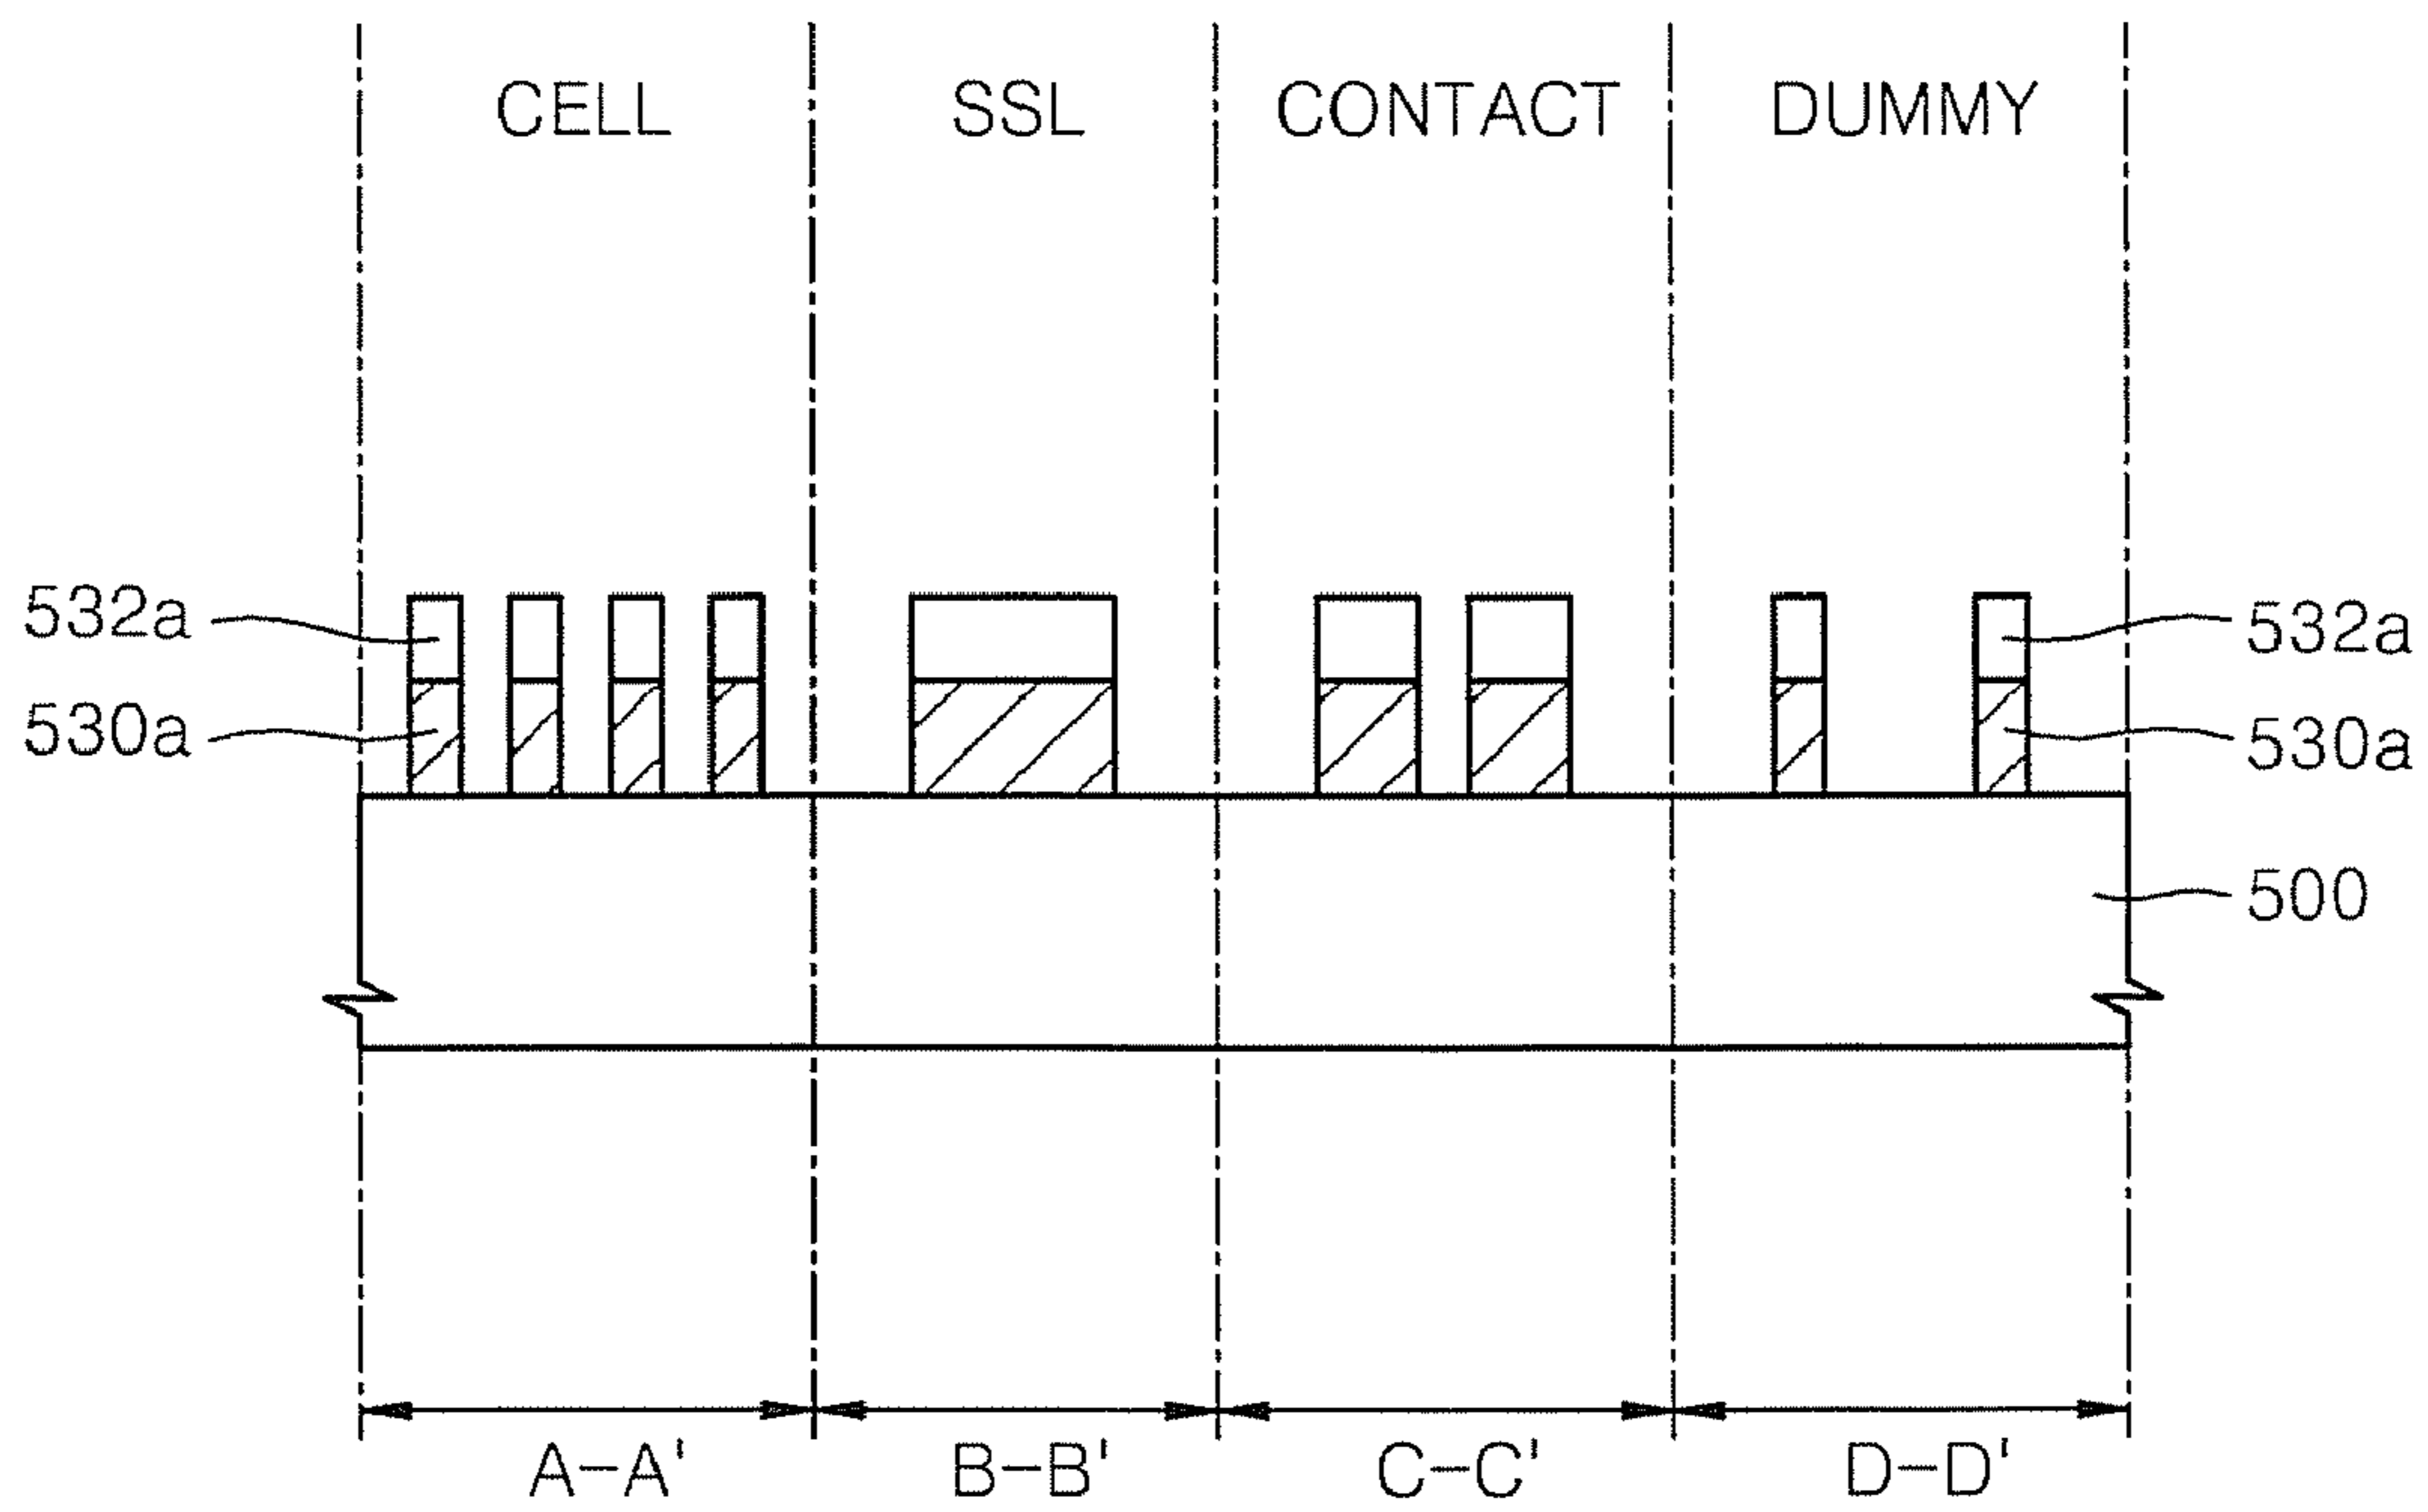 CELL SSL CONTACT DUMMY
532a 532a
530a 530a
500
A-A' B-B' C-C' D-D'